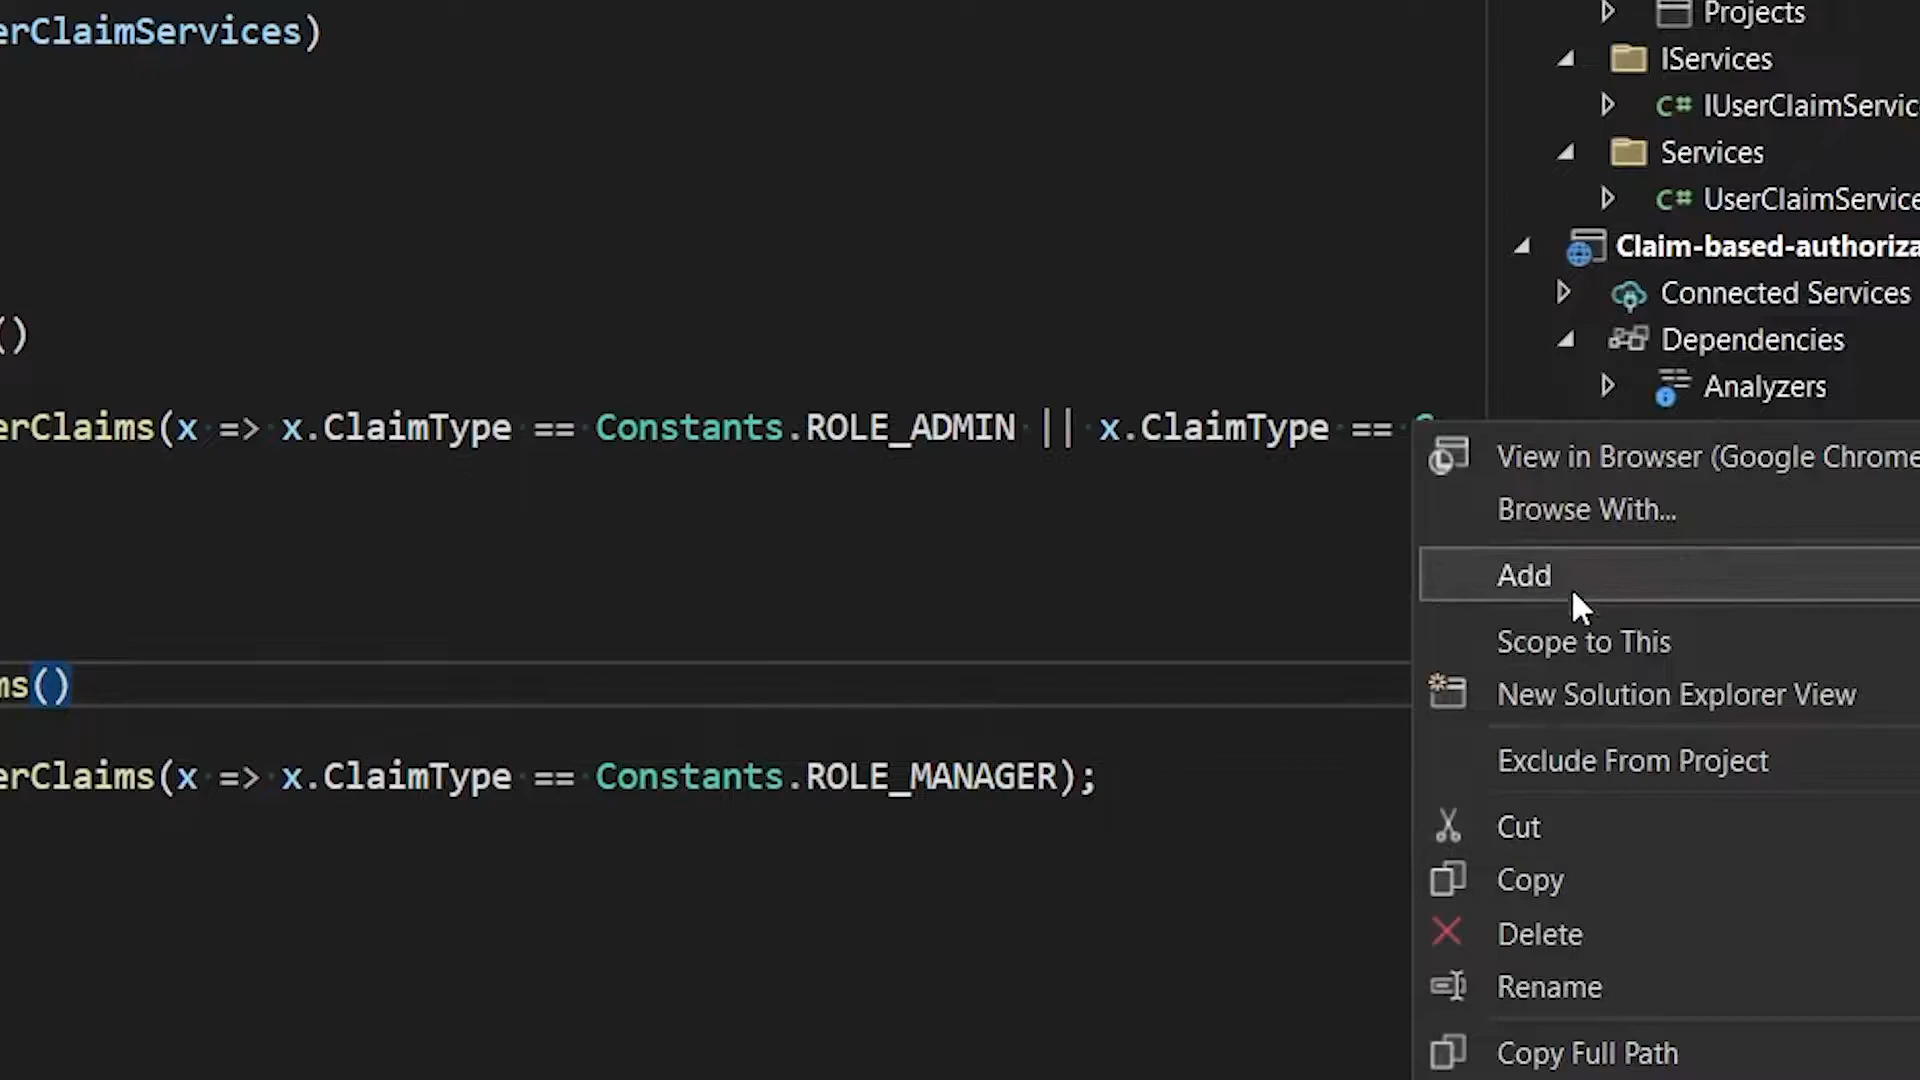 erClaimServices)
()
erClaims(x => x.ClaimType == Constants.ROLE_ADMIN || x.ClaimType ==
ms()
erClaims(x => x.ClaimType == Constants.ROLE_MANAGER);
Projects
IServices
C# IUserClaimServic
Services
C# UserClaimService
Claim-based-authoriza
Connected Services
Dependencies
Analyzers
View in Browser (Google Chrome
Browse With...
Add
Scope to This
New Solution Explorer View
Exclude From Project
Cut
Copy
Delete
Rename
Copy Full Path